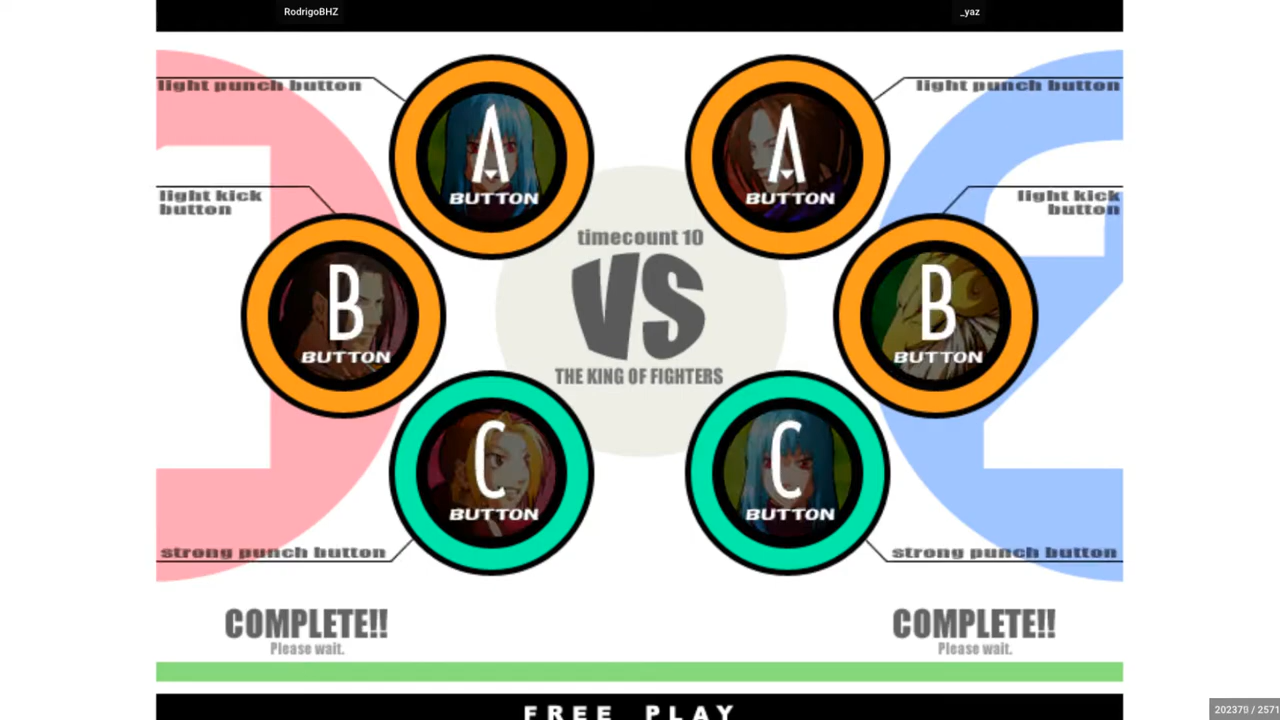 RodrigoBHZ
_yaz
light punch button
A
BUTTON
A
BUTTON
light punch button
light kick
button
light kick
button
timecount 10
VS
THE KING OF FIGHTERS
B
BUTTON
B
BUTTON
C
BUTTON
C
BUTTON
strong punch button
strong punch button
COMPLETE!!
Please wait.
COMPLETE!!
Please wait.
FREE PLAY